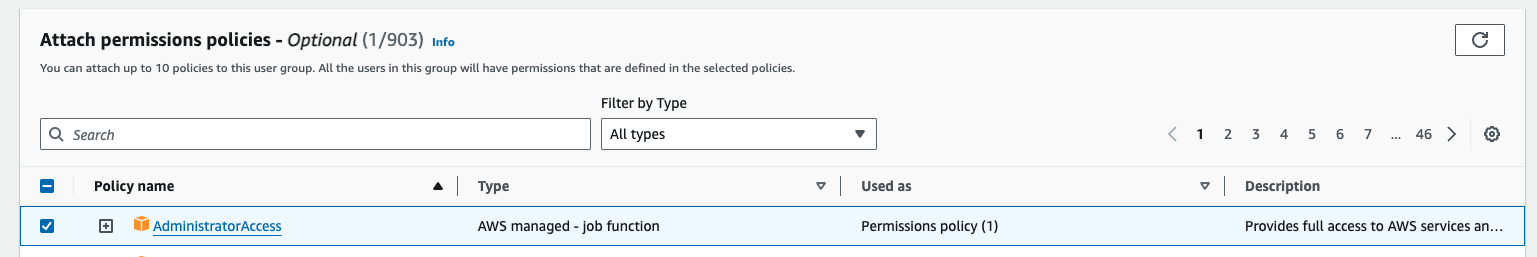 Attach permissions policies - Optional (1/903) Info
You can attach up to 10 policies to this user group. All the users in this group will have permissions that are defined in the selected policies.
Filter by Type
Search
All types
1 2 3 4 5 6 7 ... 46
Policy name Type Used as Description
AdministratorAccess AWS managed - job function Permissions policy (1) Provides full access to AWS services an...